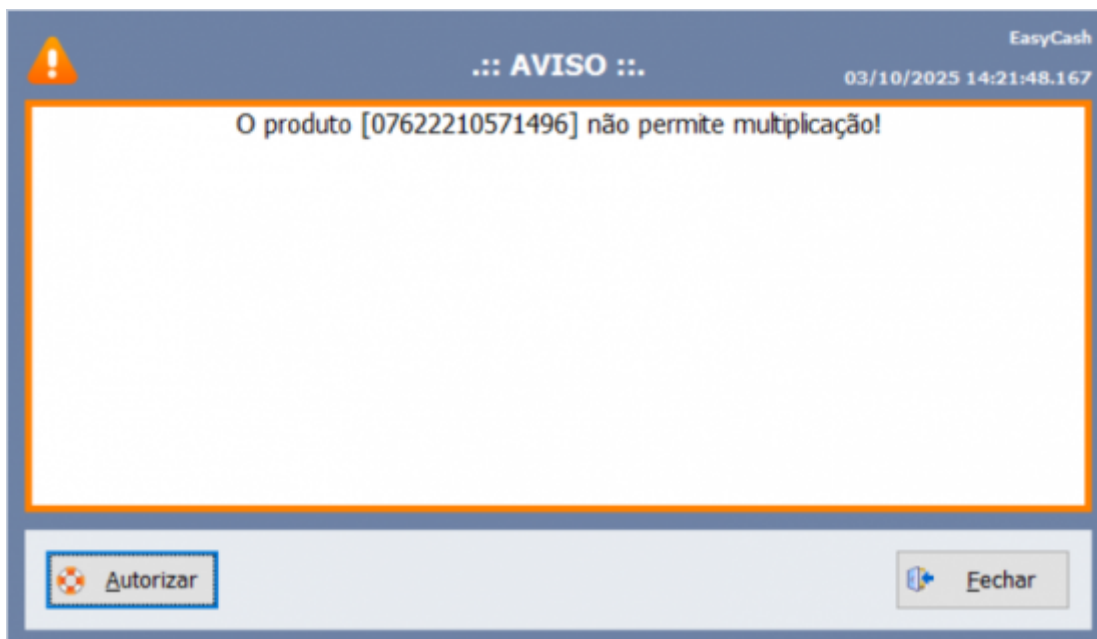 EasyCash
.:: AVISO ::.
03/10/2025 14:21:48.167
O produto [07622210571496] não permite multiplicação!
Autorizar
Fechar